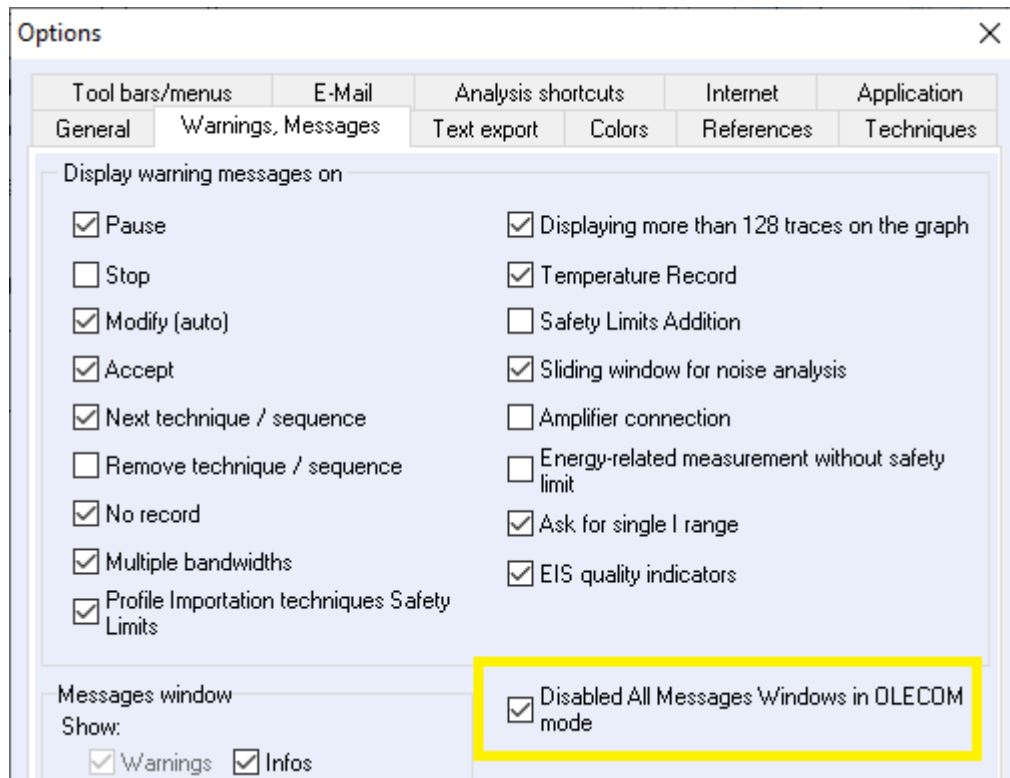 Options
Tool bars/menus E-Mail Analysis shortcuts Internet Application
General Warnings, Messages Text export Colors References Techniques
Display warning messages on
Pause
Stop
Modify (auto)
Accept
Next technique / sequence
Remove technique / sequence
No record
Multiple bandwidths
Profile Importation techniques Safety
Limits
Displaying more than 128 traces on the graph
Temperature Record
Safety Limits Addition
Sliding window for noise analysis
Amplifier connection
Energy-related measurement without safety
limit
Ask for single I range
EIS quality indicators
Messages window
Show:
Warnings Infos
Disabled All Messages Windows in OLECOM
mode